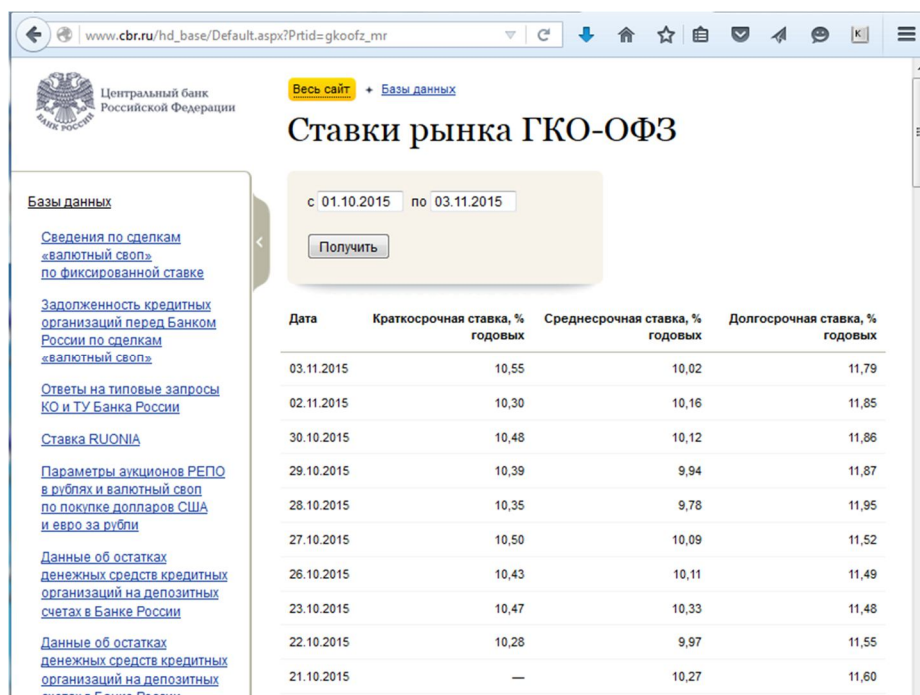 www.cbr.ru/hd_base/Default.aspx?Prtid=gkoofz_mr
Центральный банк
Российской Федерации
БАНК РОССИИ
Весь сайт + Базы данных
Ставки рынка ГКО-ОФЗ
с 01.10.2015 по 03.11.2015
Получить
Базы данных
Сведения по сделкам
«валютный своп»
по фиксированной ставке
Задолженность кредитных
организаций перед Банком
России по сделкам
«валютный своп»
Ответы на типовые запросы
КО и ТУ Банка России
Ставка RUONIA
Параметры аукционов РЕПО
в рублях и валютный своп
по покупке долларов США
и евро за рубли
Данные об остатках
денежных средств кредитных
организаций на депозитных
счетах в Банке России
Данные об остатках
денежных средств кредитных
организаций на депозитных
счетах в Банке России
Дата Краткосрочная ставка, % Среднесрочная ставка, % Долгосрочная ставка, %
годовых годовых годовых
03.11.2015 10,55 10,02 11,79
02.11.2015 10,30 10,16 11,85
30.10.2015 10,48 10,12 11,86
29.10.2015 10,39 9,94 11,87
28.10.2015 10,35 9,78 11,95
27.10.2015 10,50 10,09 11,52
26.10.2015 10,43 10,11 11,49
23.10.2015 10,47 10,33 11,48
22.10.2015 10,28 9,97 11,55
21.10.2015 — 10,27 11,60